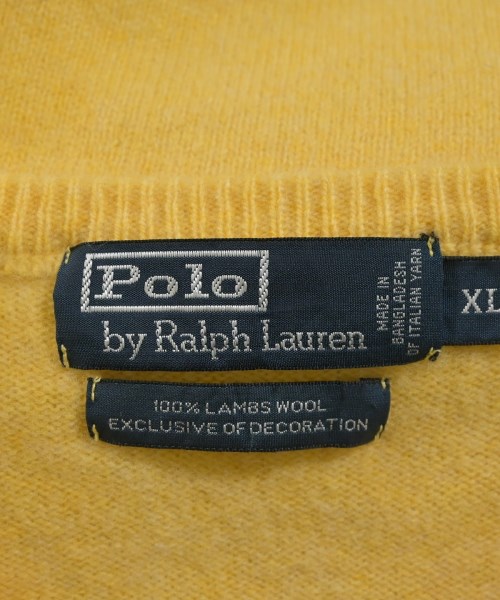 Polo
by Ralph Lauren
MADE IN
BANGLADESH
OF ITALIAN YARN
XL
100% LAMBS WOOL
EXCLUSIVE OF DECORATION